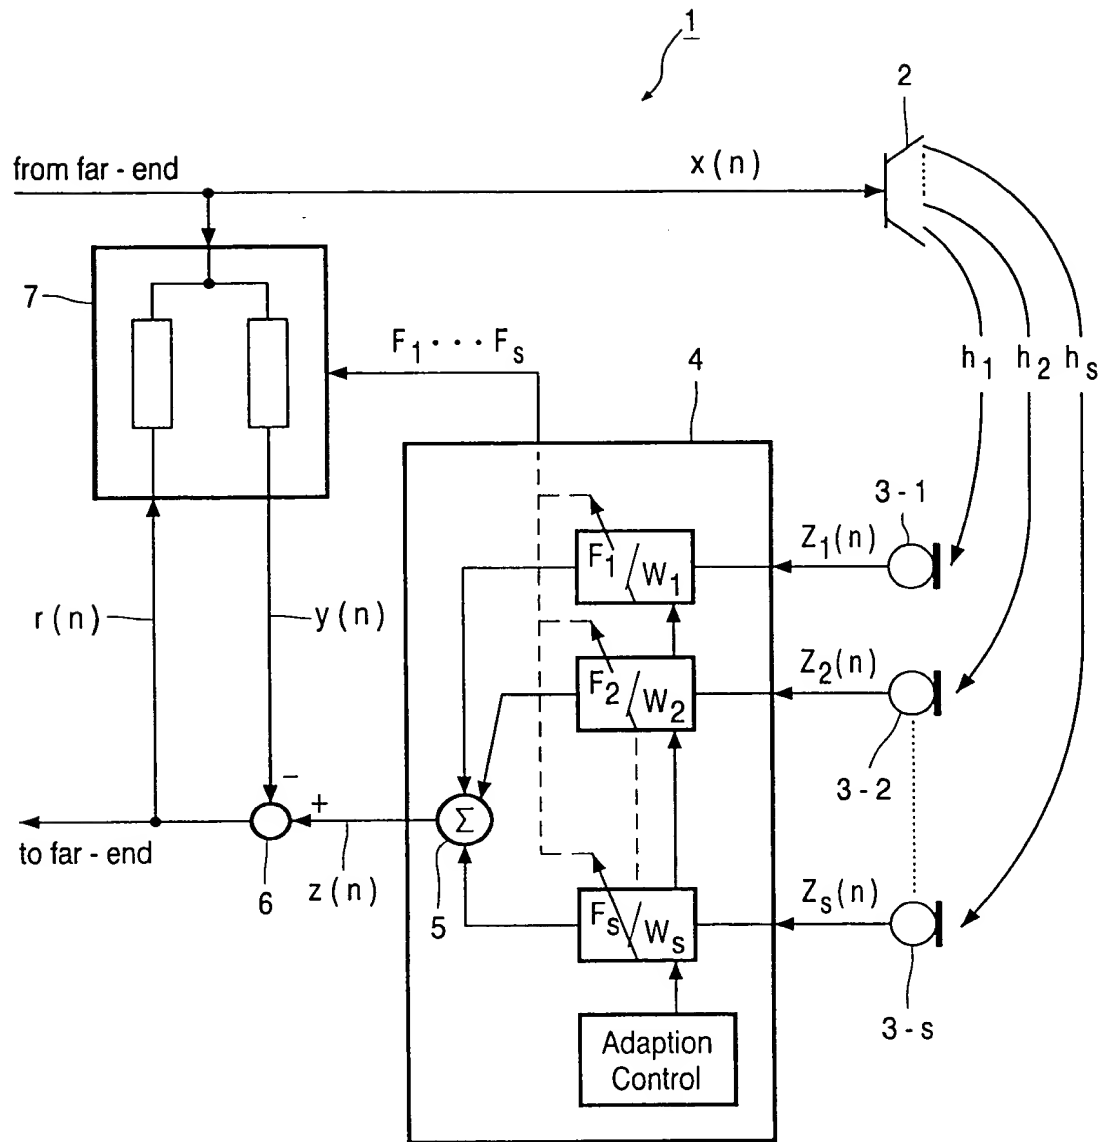 1
2
from far - end
x(n)
7
F1 · · · Fs
4
h1 h2 hs
3 - 1
F1/W1
Z1(n)
r(n)
y(n)
F2/W2
Z2(n)
3 - 2
−
+
Σ
to far - end
6
z(n)
5
Fs/Ws
Zs(n)
3 - s
Adaption
Control